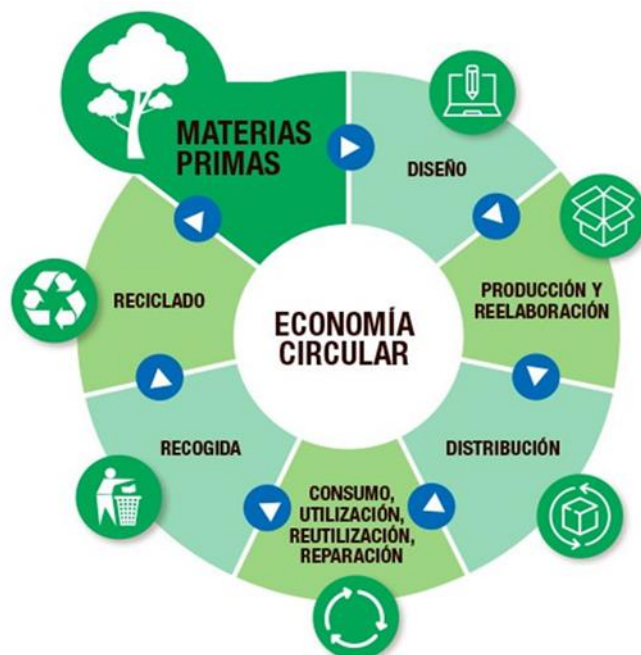 MATERIAS
PRIMAS
DISEÑO
PRODUCCIÓN Y
REELABORACIÓN
DISTRIBUCIÓN
CONSUMO,
UTILIZACIÓN,
REUTILIZACIÓN,
REPARACIÓN
RECOGIDA
RECICLADO
ECONOMÍA
CIRCULAR